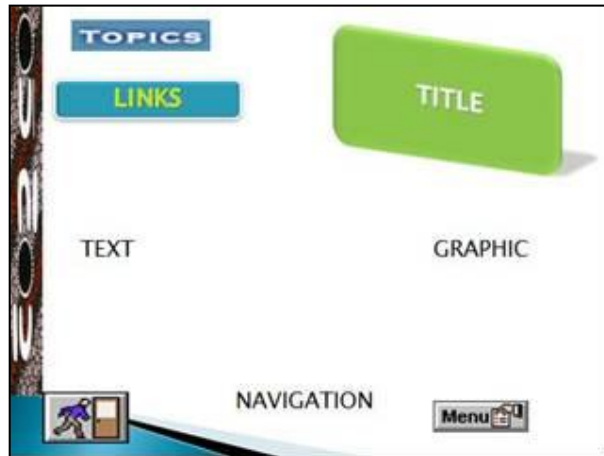 TOPICS
LINKS
TITLE
TEXT
GRAPHIC
NAVIGATION
Menu